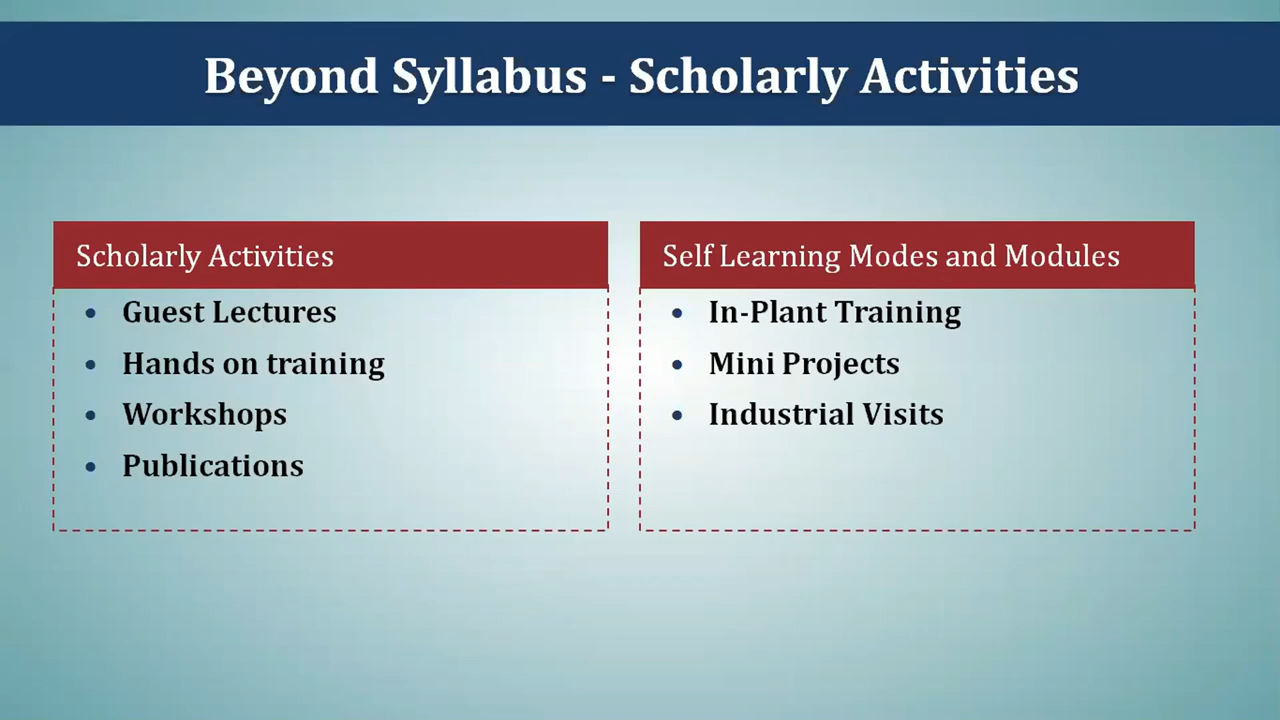 Beyond Syllabus - Scholarly Activities
Scholarly Activities
• Guest Lectures
• Hands on training
• Workshops
• Publications
Self Learning Modes and Modules
• In-Plant Training
• Mini Projects
• Industrial Visits